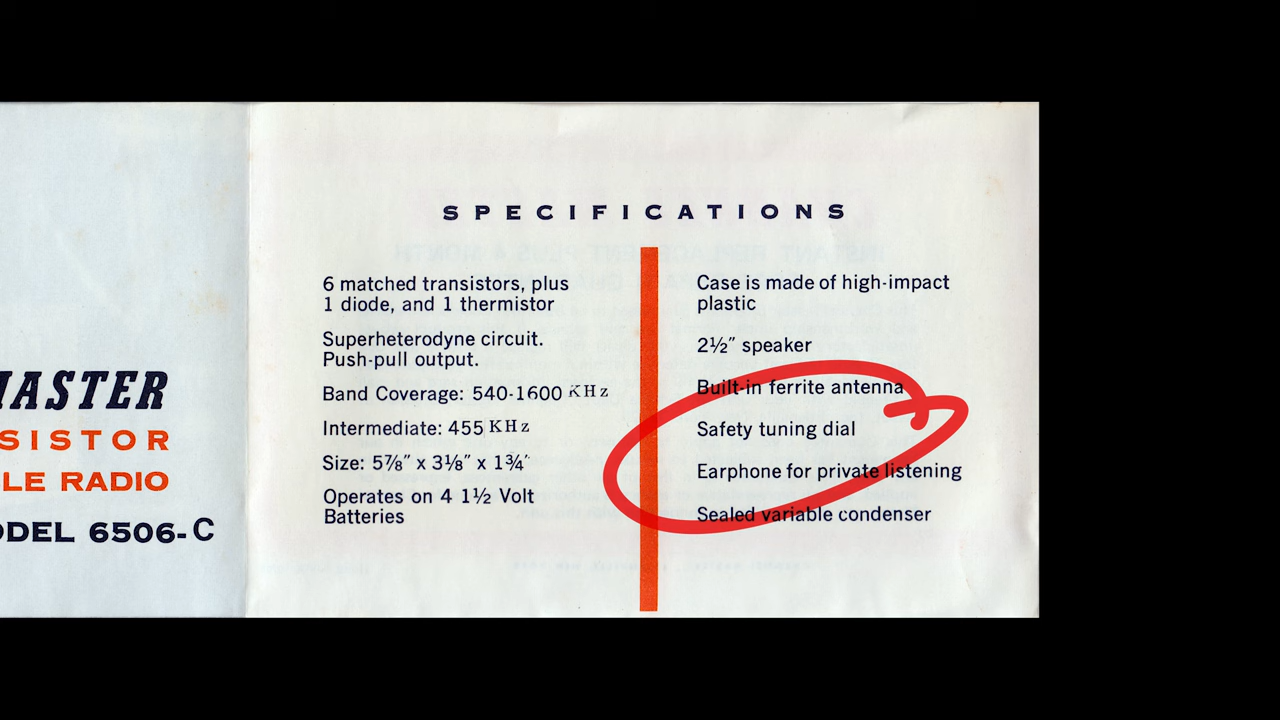 MASTER
SISTOR
LE RADIO
ODEL 6506-C
SPECIFICATIONS
6 matched transistors, plus
1 diode, and 1 thermistor
Superheterodyne circuit.
Push-pull output.
Band Coverage: 540-1600 KHz
Intermediate: 455 KHz
Size: 5⅞″ x 3⅛″ x 1¾″
Operates on 4 1½ Volt
Batteries
Case is made of high-impact
plastic
2½″ speaker
Built-in ferrite antenna
Safety tuning dial
Earphone for private listening
Sealed variable condenser